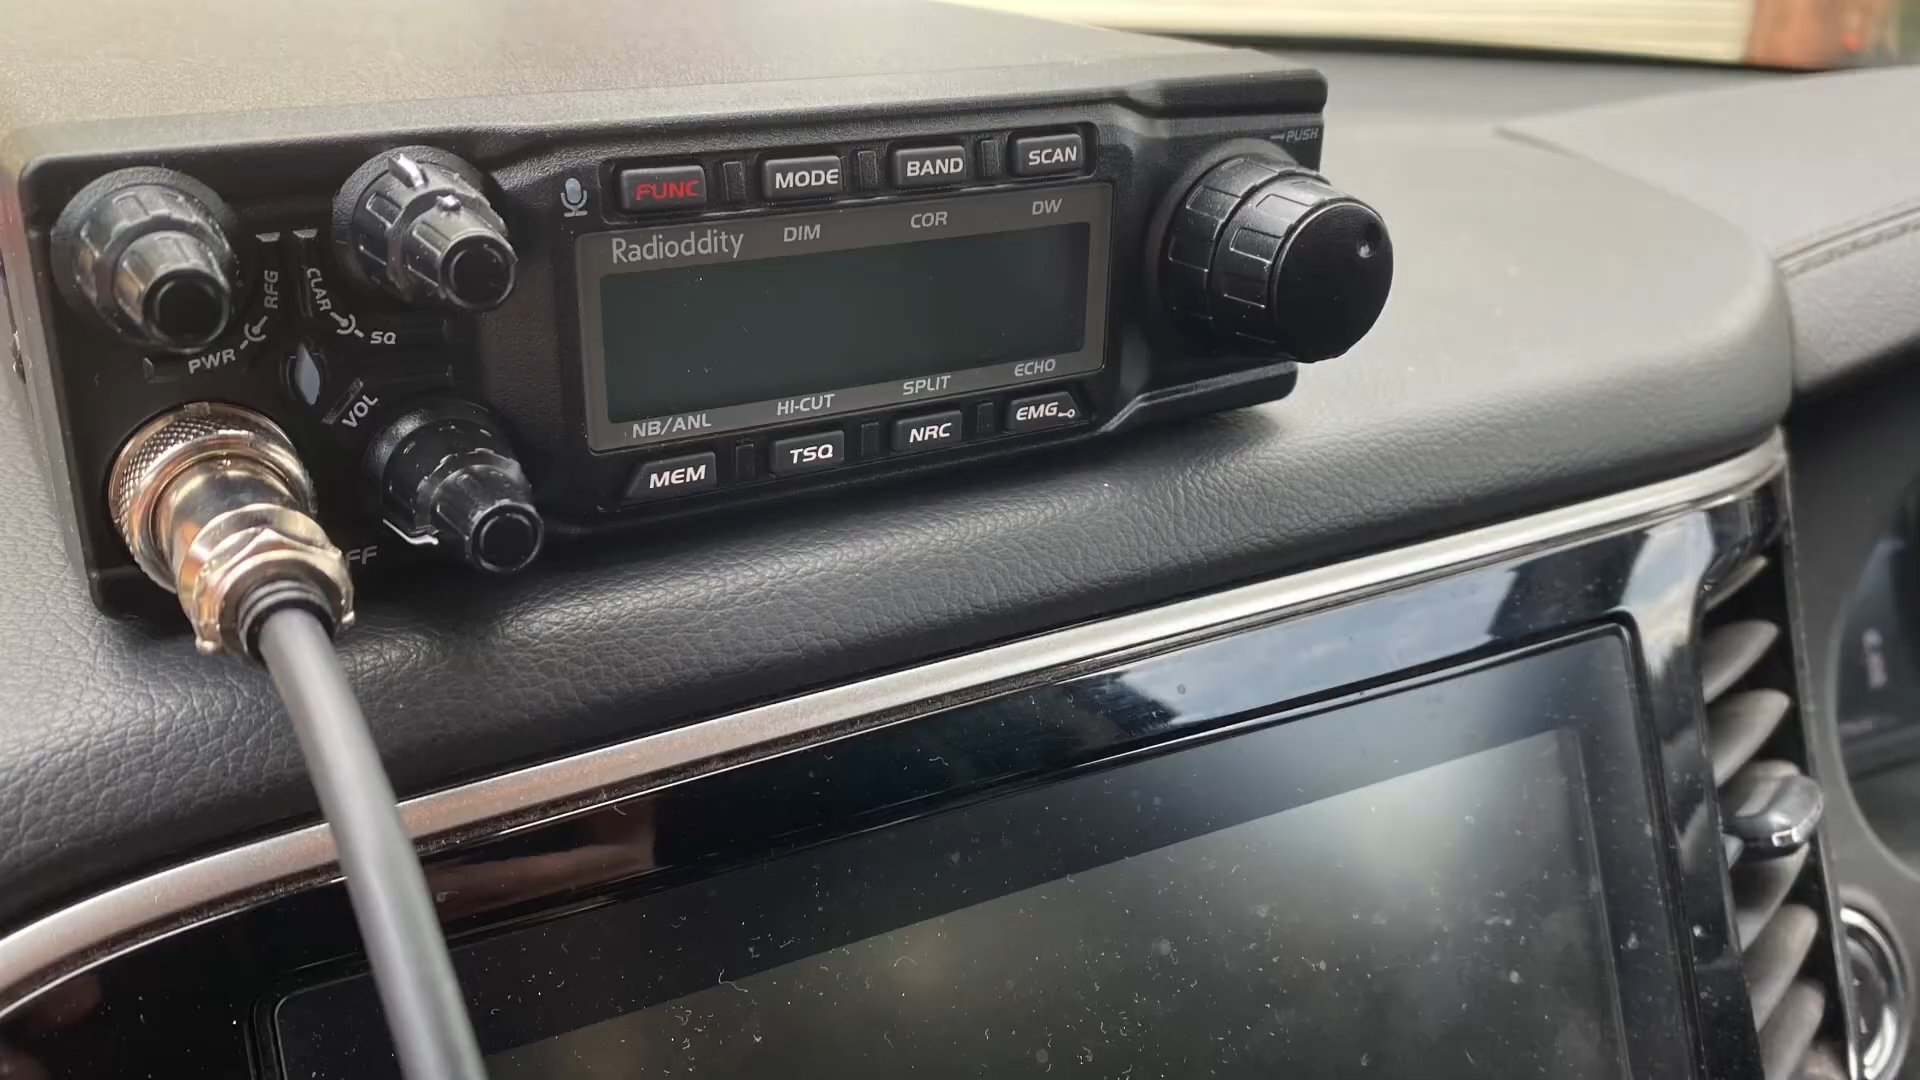 PUSH
FUNC MODE BAND SCAN
Radioddity DIM COR DW
RFG
CLAR
SQ
PWR
VOL
NB/ANL HI-CUT SPLIT ECHO
MEM TSQ NRC EMG
FF